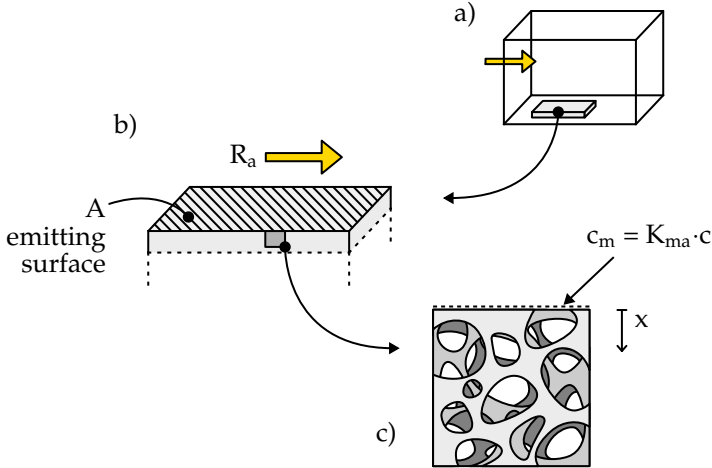 a)
b)
Rₐ
A
emitting
surface
cₘ = Kₘₐ·c
x
c)